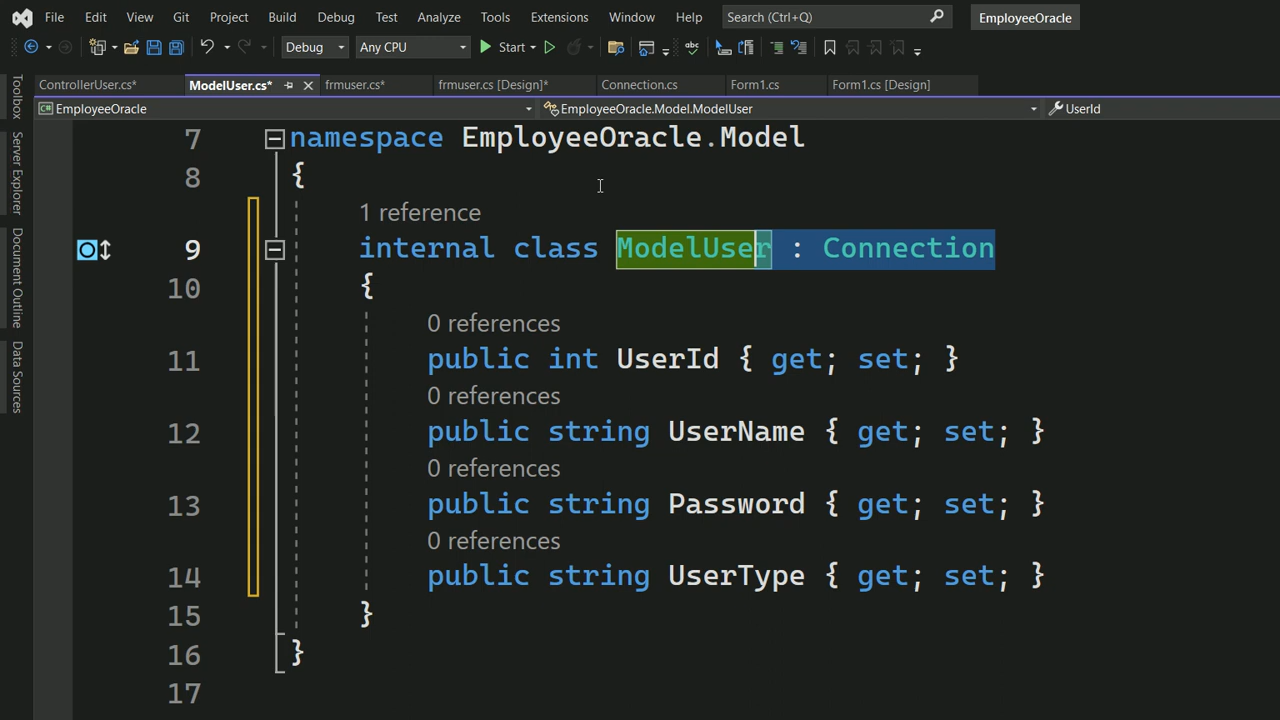 File Edit View Git Project Build Debug Test Analyze Tools Extensions Window Help Search (Ctrl+Q) EmployeeOracle
Debug Any CPU Start
ControllerUser.cs* ModelUser.cs* frmuser.cs* frmuser.cs [Design]* Connection.cs Form1.cs Form1.cs [Design]
EmployeeOracle EmployeeOracle.Model.ModelUser UserId
Toolbox
Server Explorer
Document Outline
Data Sources
7 namespace EmployeeOracle.Model
8 {
1 reference
9 internal class ModelUser : Connection
10 {
0 references
11 public int UserId { get; set; }
0 references
12 public string UserName { get; set; }
0 references
13 public string Password { get; set; }
0 references
14 public string UserType { get; set; }
15 }
16 }
17